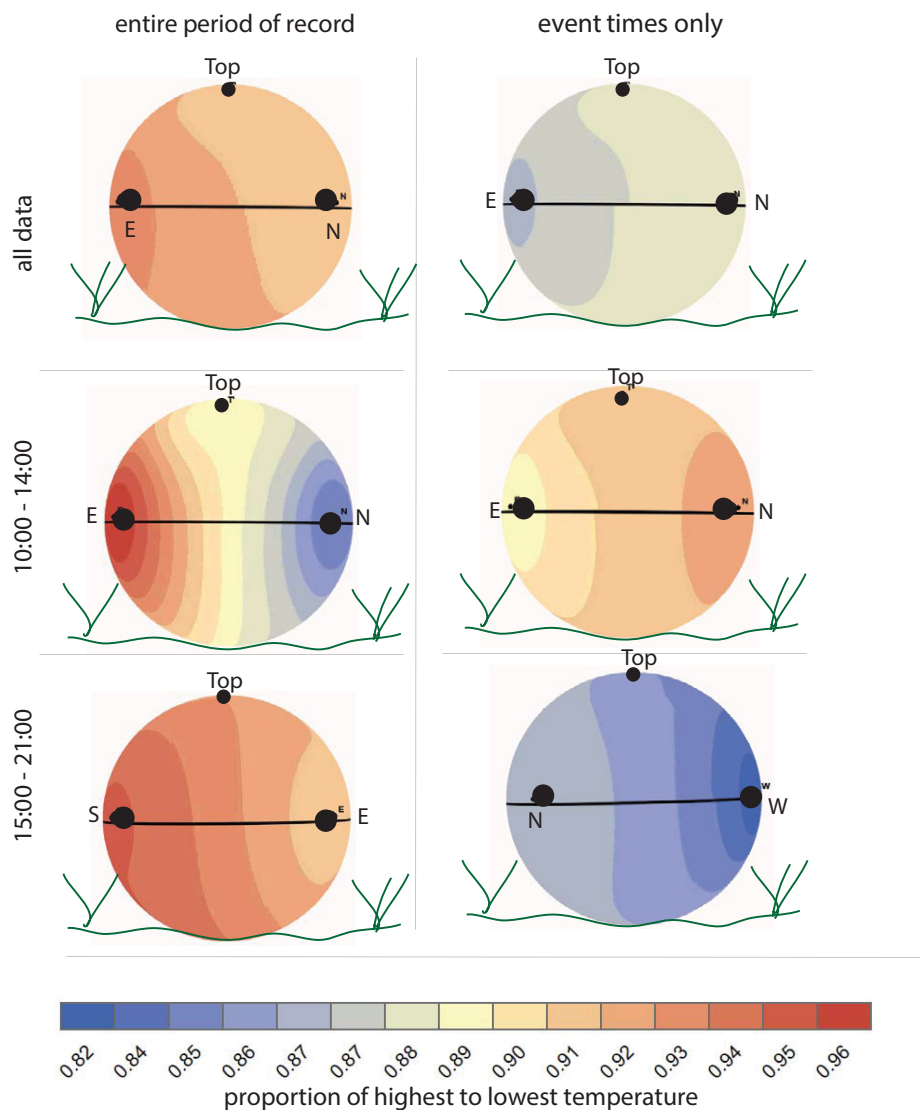 entire period of record
event times only
all data
Top
E
N
N
Top
E
N
N
10:00 - 14:00
Top
T
E
N
N
Top
E
N
N
15:00 - 21:00
Top
S
E
E
Top
N
W
W
0.82 0.84 0.85 0.86 0.87 0.87 0.88 0.89 0.90 0.91 0.92 0.93 0.94 0.95 0.96
proportion of highest to lowest temperature